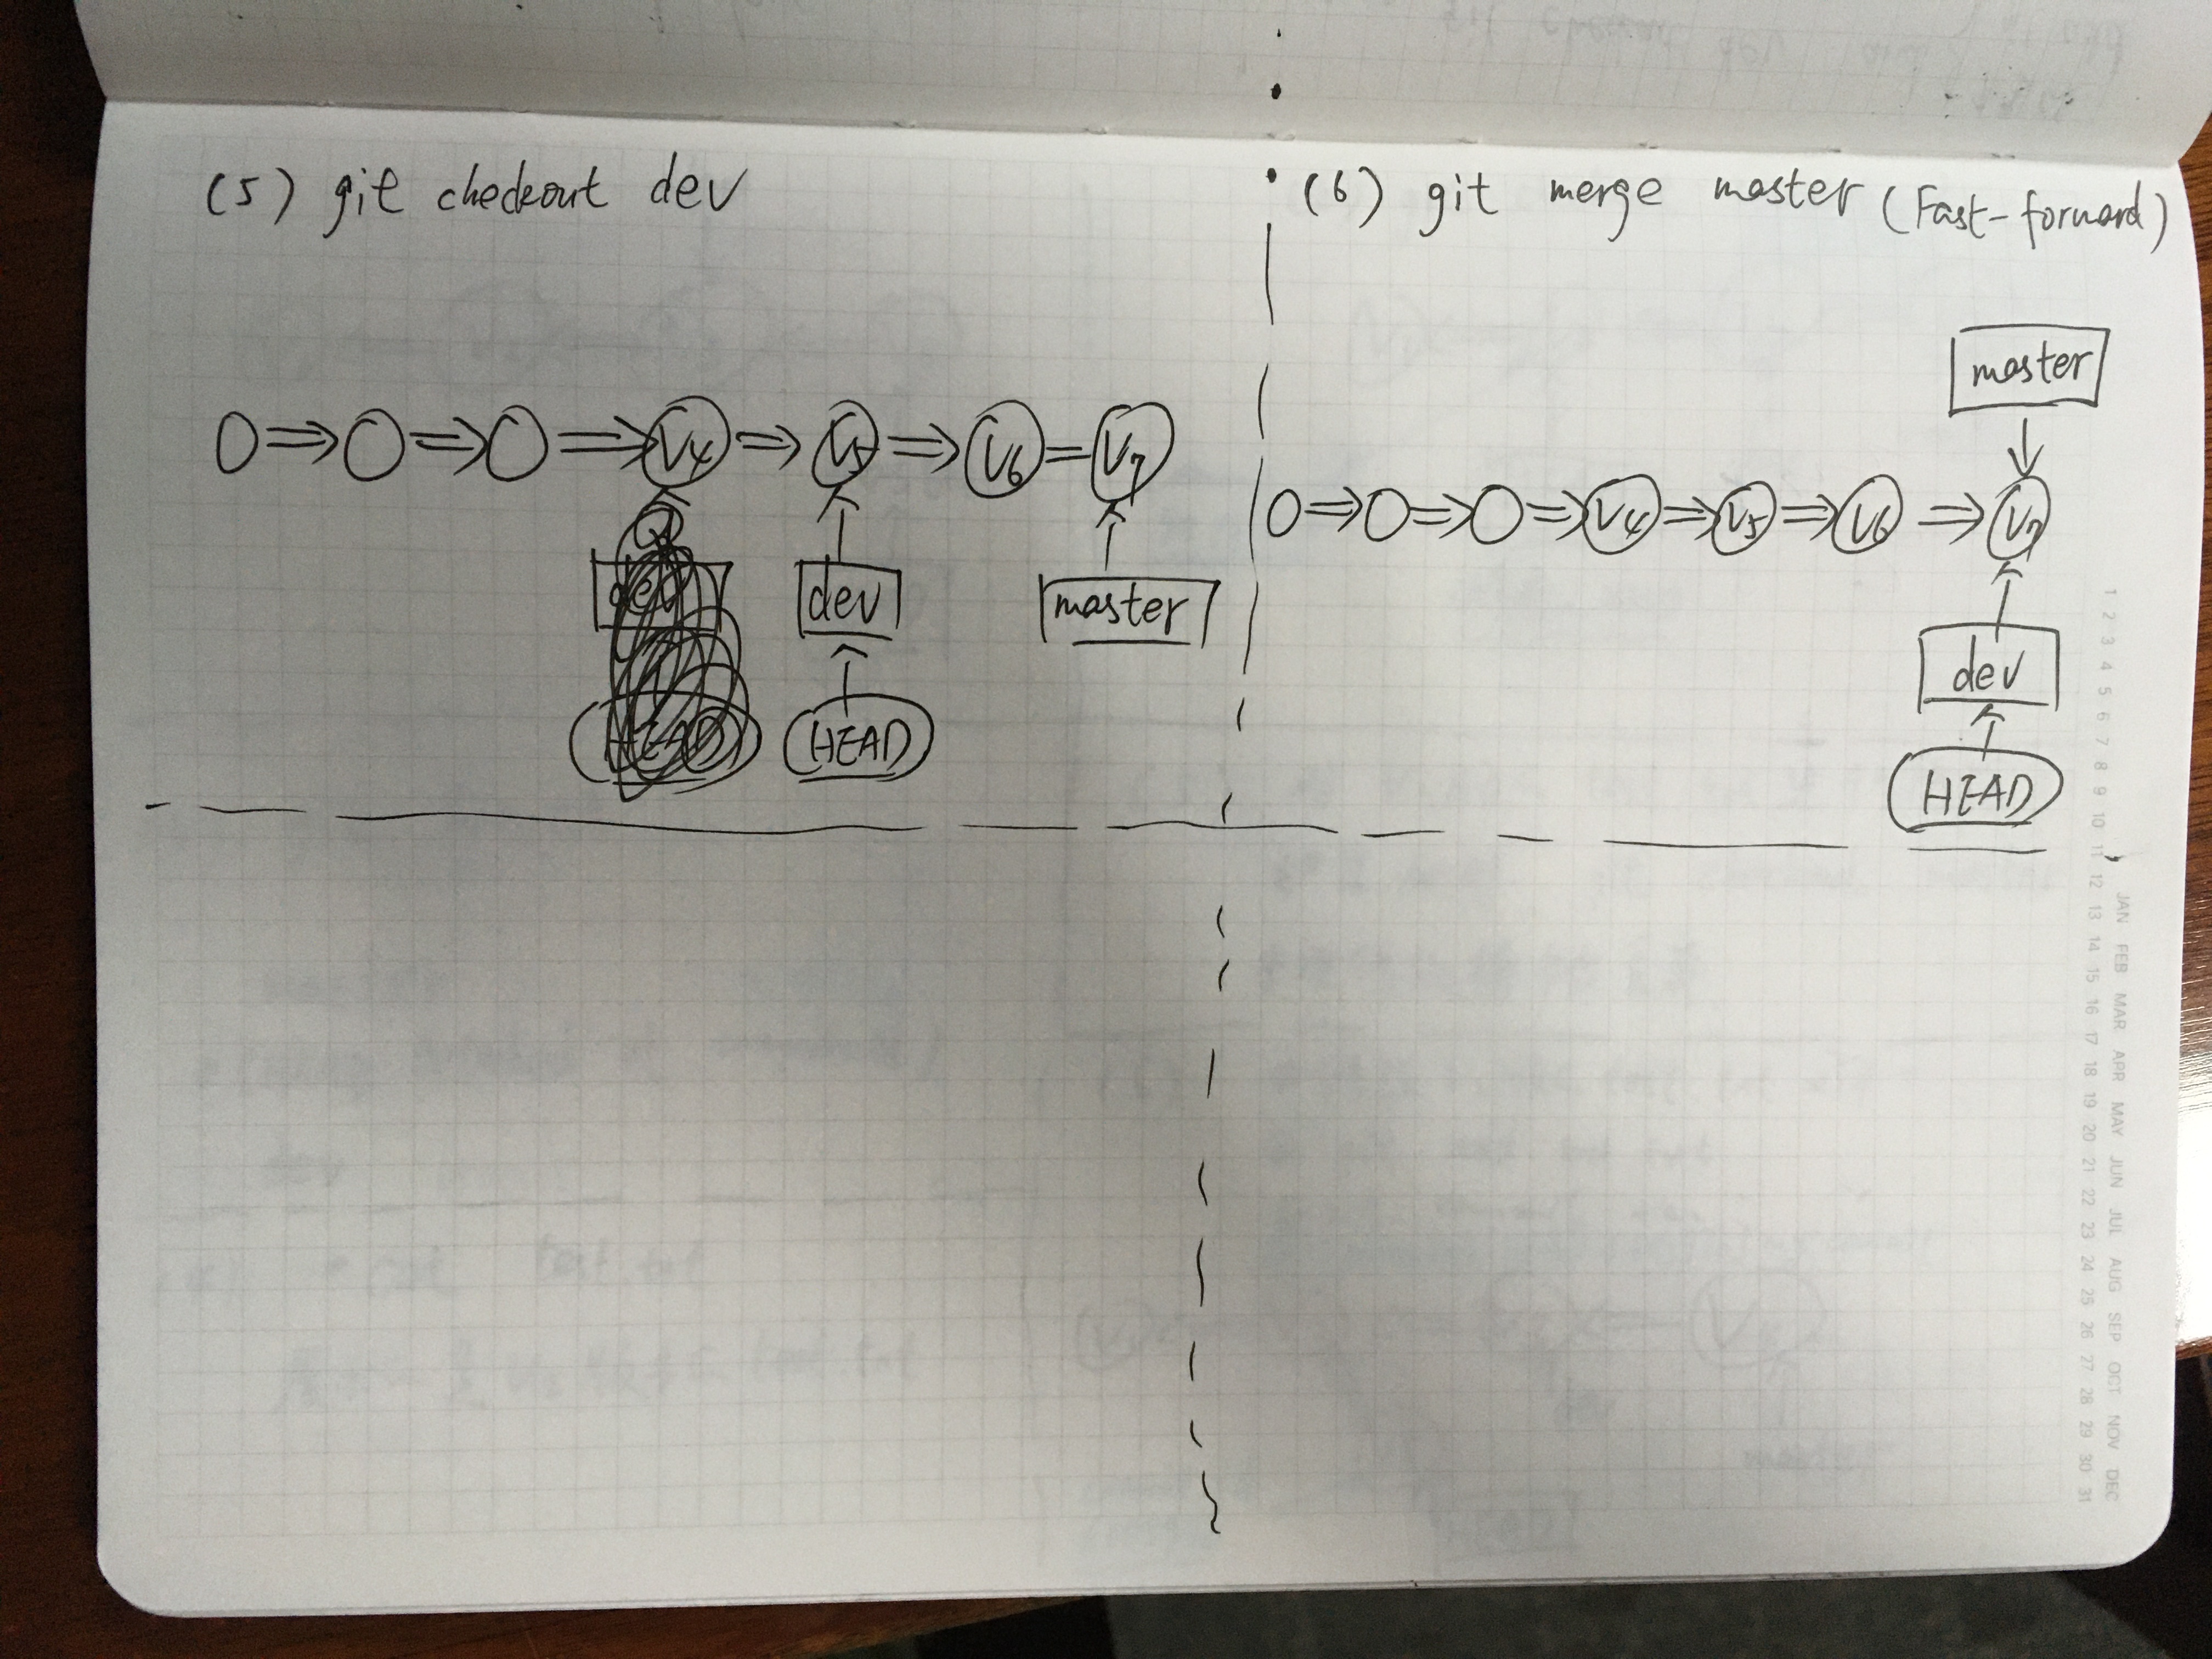 JAN FEB MAR APR MAY JUN JUL AUG SEP OCT NOV DEC
1 2 3 4 5 6 7 8 9 10 11 12 13 14 15 16 17 18 19 20 21 22 23 24 25 26 27 28 29 30 31
(5) git checkout dev
V4 V5 V6 V7
dev
master
HEAD
(6) git merge master (Fast-forward)
master
V4 V5 V6 V7
dev
HEAD